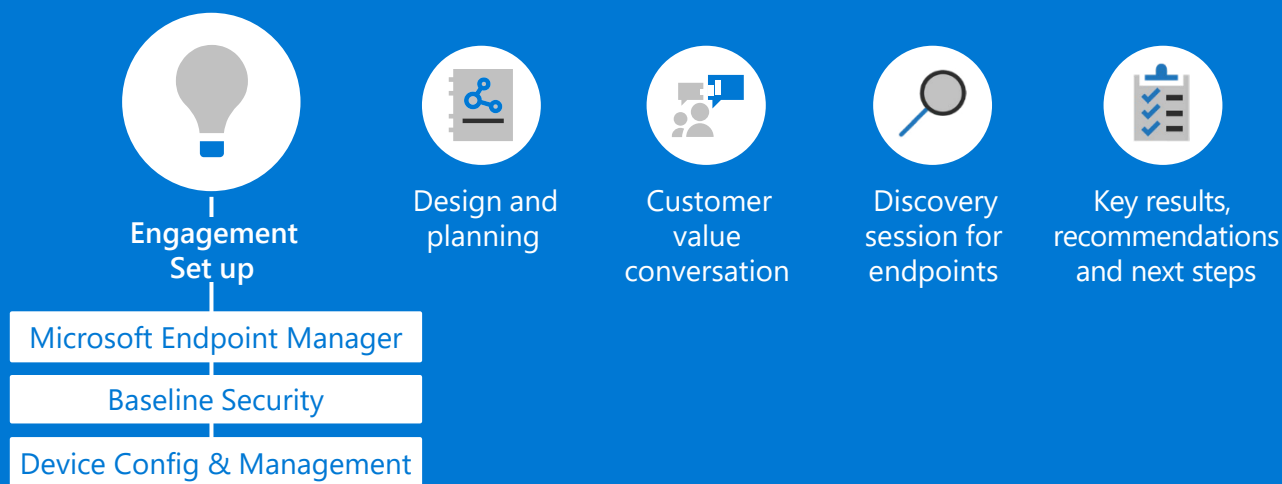 Engagement
Set up
Microsoft Endpoint Manager
Baseline Security
Device Config & Management
Design and
planning
Customer
value
conversation
Discovery
session for
endpoints
Key results,
recommendations
and next steps